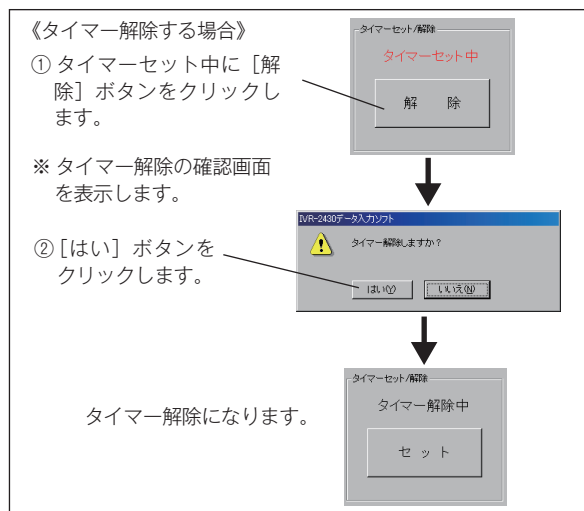 《タイマー解除する場合》
① タイマーセット中に［解
除］ボタンをクリックし
ます。
タイマーセット/解除
タイマーセット中
解　除
※ タイマー解除の確認画面
を表示します。
IVR-2430データ入力ソフト
タイマー解除しますか？
はい(Y)
いいえ(N)
②［はい］ボタンを
クリックします。
タイマーセット/解除
タイマー解除中
セット
タイマー解除になります。